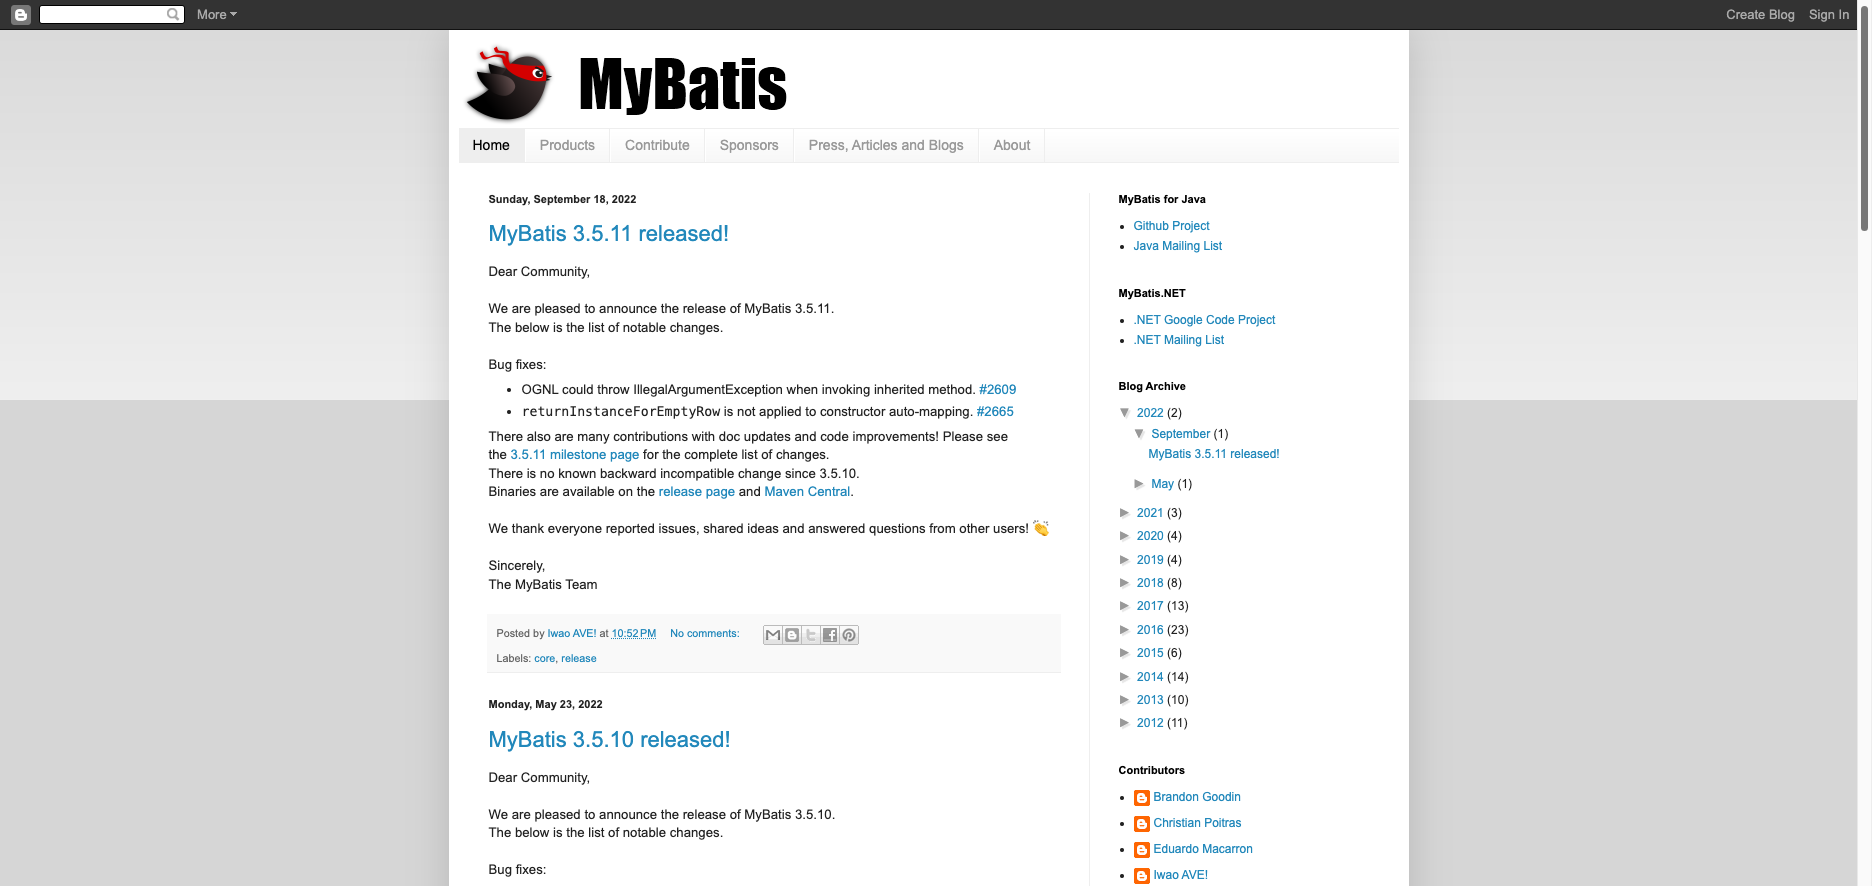 More
Create Blog
Sign In
MyBatis
Home
Products
Contribute
Sponsors
Press, Articles and Blogs
About
Sunday, September 18, 2022
MyBatis 3.5.11 released!
Dear Community,
We are pleased to announce the release of MyBatis 3.5.11.
The below is the list of notable changes.
Bug fixes:
OGNL could throw IllegalArgumentException when invoking inherited method. #2609
returnInstanceForEmptyRow is not applied to constructor auto-mapping. #2665
There also are many contributions with doc updates and code improvements! Please see
the 3.5.11 milestone page for the complete list of changes.
There is no known backward incompatible change since 3.5.10.
Binaries are available on the release page and Maven Central.
We thank everyone reported issues, shared ideas and answered questions from other users! 👏
Sincerely,
The MyBatis Team
Posted by Iwao AVE! at 10:52 PM No comments:
Labels: core, release
Monday, May 23, 2022
MyBatis 3.5.10 released!
Dear Community,
We are pleased to announce the release of MyBatis 3.5.10.
The below is the list of notable changes.
Bug fixes:
MyBatis for Java
Github Project
Java Mailing List
MyBatis.NET
.NET Google Code Project
.NET Mailing List
Blog Archive
▼ 2022 (2)
▼ September (1)
MyBatis 3.5.11 released!
► May (1)
► 2021 (3)
► 2020 (4)
► 2019 (4)
► 2018 (8)
► 2017 (13)
► 2016 (23)
► 2015 (6)
► 2014 (14)
► 2013 (10)
► 2012 (11)
Contributors
Brandon Goodin
Christian Poitras
Eduardo Macarron
Iwao AVE!